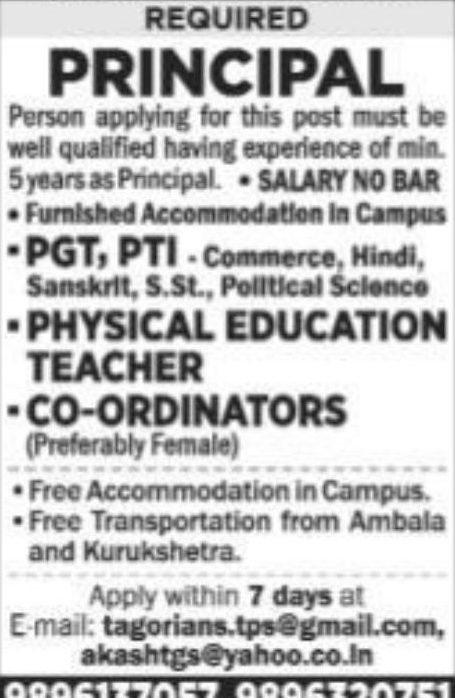 REQUIRED
PRINCIPAL
Person applying for this post must be
well qualified having experience of min.
5 years as Principal. • SALARY NO BAR
• Furnished Accommodation in Campus
▪ PGT, PTI - Commerce, Hindi,
Sanskrit, S.St., Political Science
▪ PHYSICAL EDUCATION
TEACHER
▪ CO-ORDINATORS
(Preferably Female)
• Free Accommodation in Campus.
• Free Transportation from Ambala
and Kurukshetra.
Apply within 7 days at
E-mail: tagorians.tps@gmail.com,
akashtgs@yahoo.co.in
9896137057, 9896320751